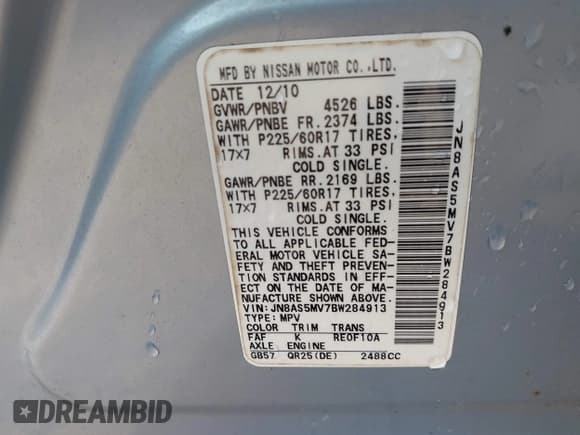 MFD BY NISSAN MOTOR CO.,LTD.
DATE 12/10
GVWR/PNBV 4526 LBS.
GAWR/PNBE FR. 2374 LBS.
WITH P225/60R17 TIRES,
17X7 RIMS. AT 33 PSI
COLD SINGLE.
GAWR/PNBE RR. 2169 LBS.
WITH P225/60R17 TIRES,
17X7 RIMS. AT 33 PSI
COLD SINGLE.
THIS VEHICLE CONFORMS
TO ALL APPLICABLE FED-
ERAL MOTOR VEHICLE SA-
FETY AND THEFT PREVEN-
TION STANDARDS IN EFF-
ECT ON THE DATE OF MA-
NUFACTURE SHOWN ABOVE.
VIN: JN8AS5MV7BW284913
TYPE: MPV
COLOR TRIM TRANS
FAF K RE0F10A
AXLE ENGINE
GB57 QR25(DE) 2488CC
JN8AS5MV7BW284913
DREAMBID